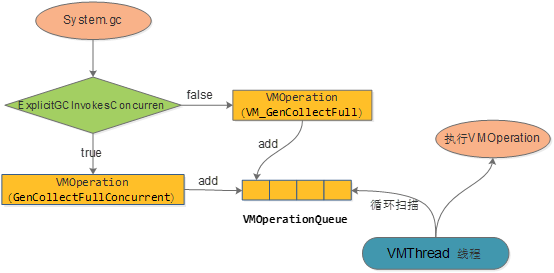 System.gc
ExplicitGCInvokesConcurren
false
VMOperation
(VM_GenCollectFull)
true
add
执行VMOperation
VMOperation
(GenCollectFullConcurrent)
add
循环扫描
VMOperationQueue
VMThread 线程